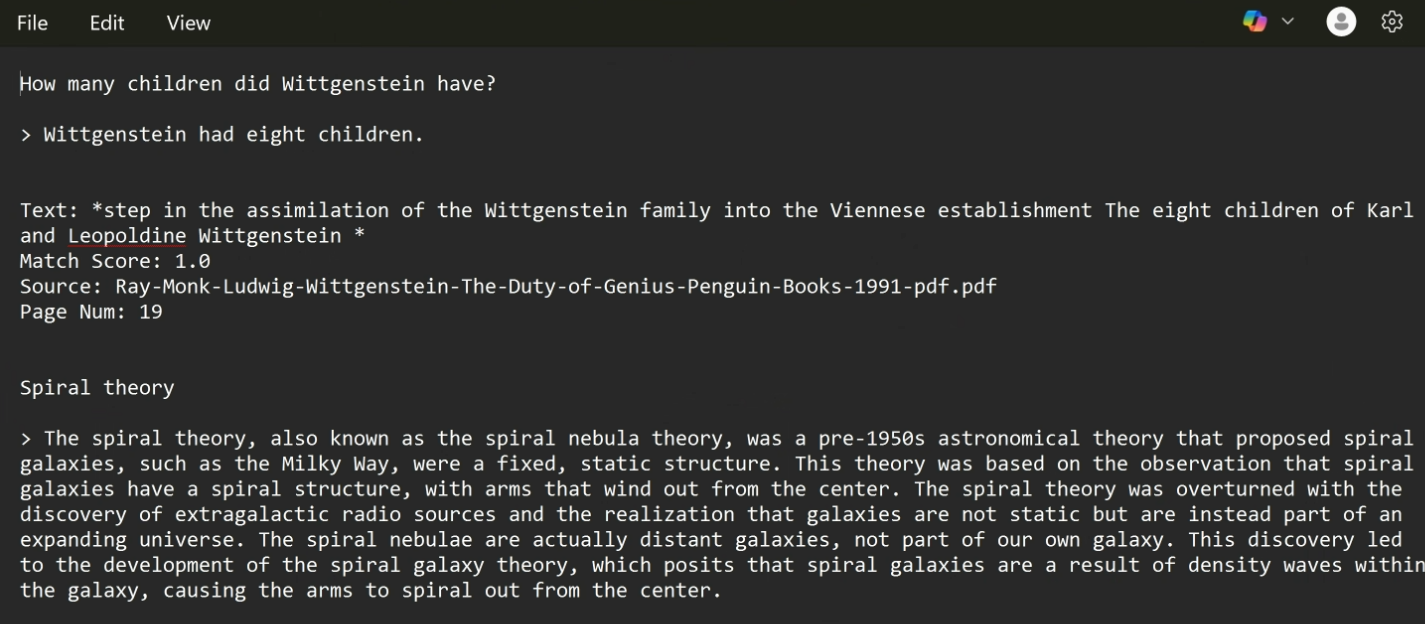 File Edit View
How many children did Wittgenstein have?
> Wittgenstein had eight children.
Text: *step in the assimilation of the Wittgenstein family into the Viennese establishment The eight children of Karl
and Leopoldine Wittgenstein *
Match Score: 1.0
Source: Ray-Monk-Ludwig-Wittgenstein-The-Duty-of-Genius-Penguin-Books-1991-pdf.pdf
Page Num: 19
Spiral theory
> The spiral theory, also known as the spiral nebula theory, was a pre-1950s astronomical theory that proposed spiral
galaxies, such as the Milky Way, were a fixed, static structure. This theory was based on the observation that spiral
galaxies have a spiral structure, with arms that wind out from the center. The spiral theory was overturned with the
discovery of extragalactic radio sources and the realization that galaxies are not static but are instead part of an
expanding universe. The spiral nebulae are actually distant galaxies, not part of our own galaxy. This discovery led
to the development of the spiral galaxy theory, which posits that spiral galaxies are a result of density waves within
the galaxy, causing the arms to spiral out from the center.